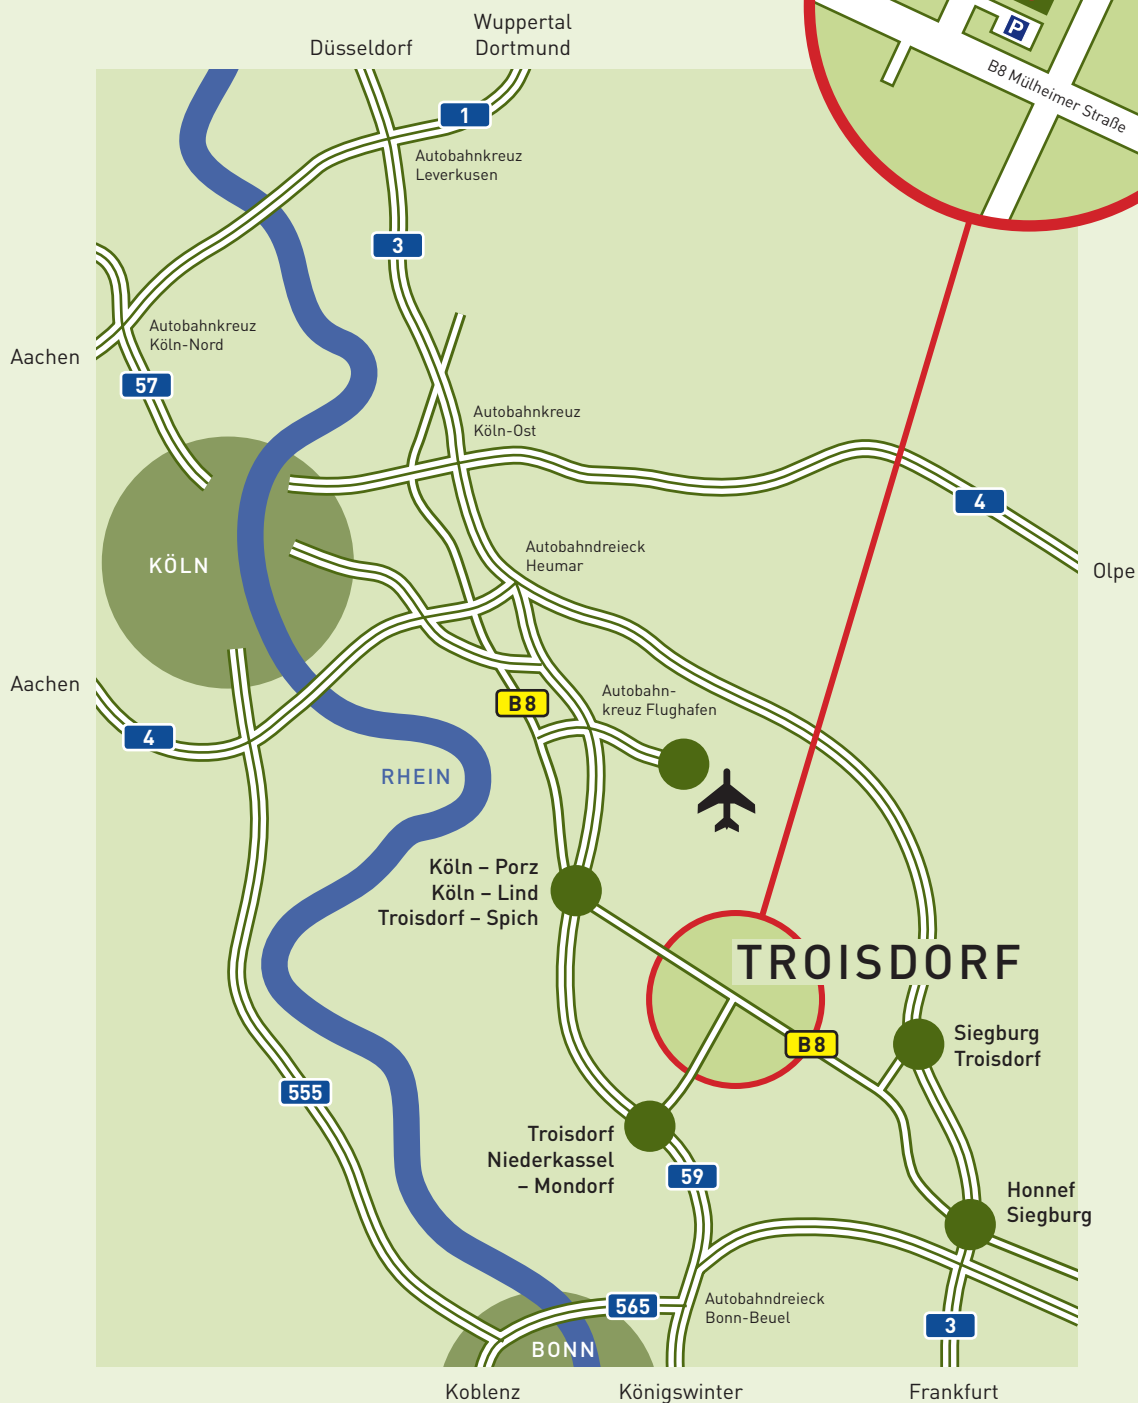 Wuppertal
Dortmund
Düsseldorf
P
B8 Mülheimer Straße
1
Autobahnkreuz
Leverkusen
3
Autobahnkreuz
Köln-Nord
Aachen
57
Autobahnkreuz
Köln-Ost
4
Autobahndreieck
Heumar
KÖLN
Olpe
Aachen
B8
Autobahn-
kreuz Flughafen
4
RHEIN
Köln – Porz
Köln – Lind
Troisdorf – Spich
TROISDORF
B8
Siegburg
Troisdorf
555
Troisdorf
Niederkassel
– Mondorf
59
Honnef
Siegburg
565
Autobahndreieck
Bonn-Beuel
3
BONN
Koblenz
Königswinter
Frankfurt